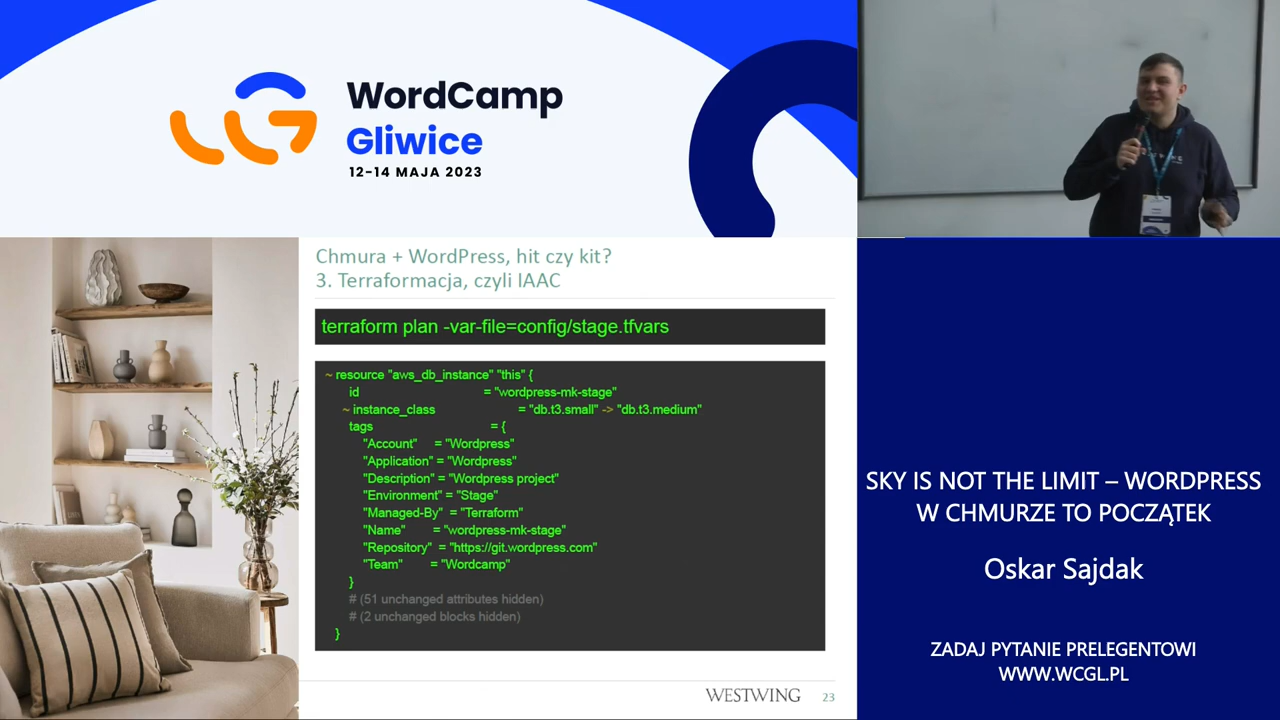 WordCamp
Gliwice
12-14 MAJA 2023
Chmura + WordPress, hit czy kit?
3. Terraformacja, czyli IAAC
terraform plan -var-file=config/stage.tfvars
~ resource "aws_db_instance" "this" {
id = "wordpress-mk-stage"
~ instance_class = "db.t3.small" -> "db.t3.medium"
tags = {
"Account" = "Wordpress"
"Application" = "Wordpress"
"Description" = "Wordpress project"
"Environment" = "Stage"
"Managed-By" = "Terraform"
"Name" = "wordpress-mk-stage"
"Repository" = "https://git.wordpress.com"
"Team" = "Wordcamp"
}
# (51 unchanged attributes hidden)
# (2 unchanged blocks hidden)
}
WESTWING 23
SKY IS NOT THE LIMIT – WORDPRESS
W CHMURZE TO POCZĄTEK
Oskar Sajdak
ZADAJ PYTANIE PRELEGENTOWI
WWW.WCGL.PL